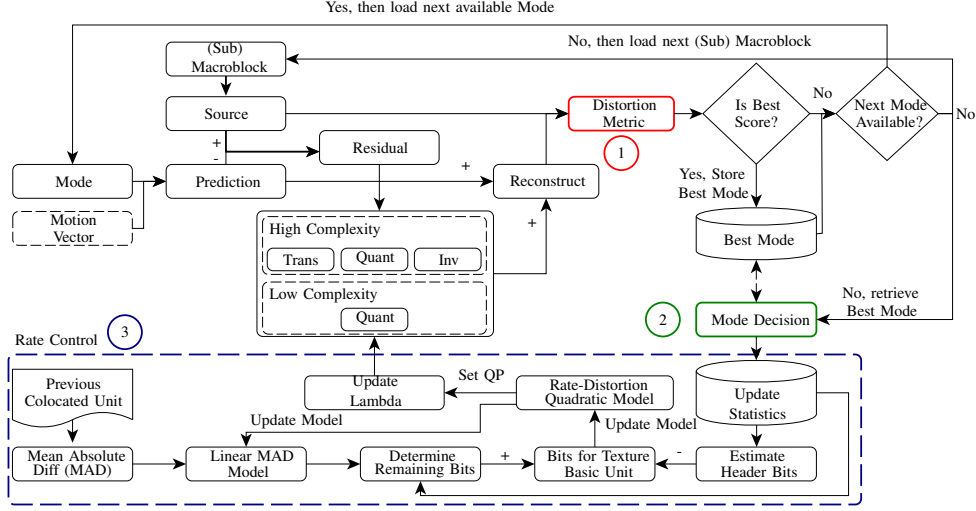 Yes, then load next available Mode
No, then load next (Sub) Macroblock
(Sub)
Macroblock
Source
Distortion
Metric
1
Is Best
Score?
No
Next Mode
Available?
No
+
-
Residual
+
Mode
Prediction
Reconstruct
Yes, Store
Best Mode
Motion
Vector
+
High Complexity
Trans
Quant
Inv
Best Mode
Low Complexity
Quant
No, retrieve
Best Mode
2
Mode Decision
3
Rate Control
Previous
Colocated Unit
Update
Lambda
Set QP
Rate-Distortion
Quadratic Model
Update
Statistics
Update Model
Update Model
Mean Absolute
Diff (MAD)
Linear MAD
Model
Determine
Remaining Bits
+
Bits for Texture
Basic Unit
-
Estimate
Header Bits